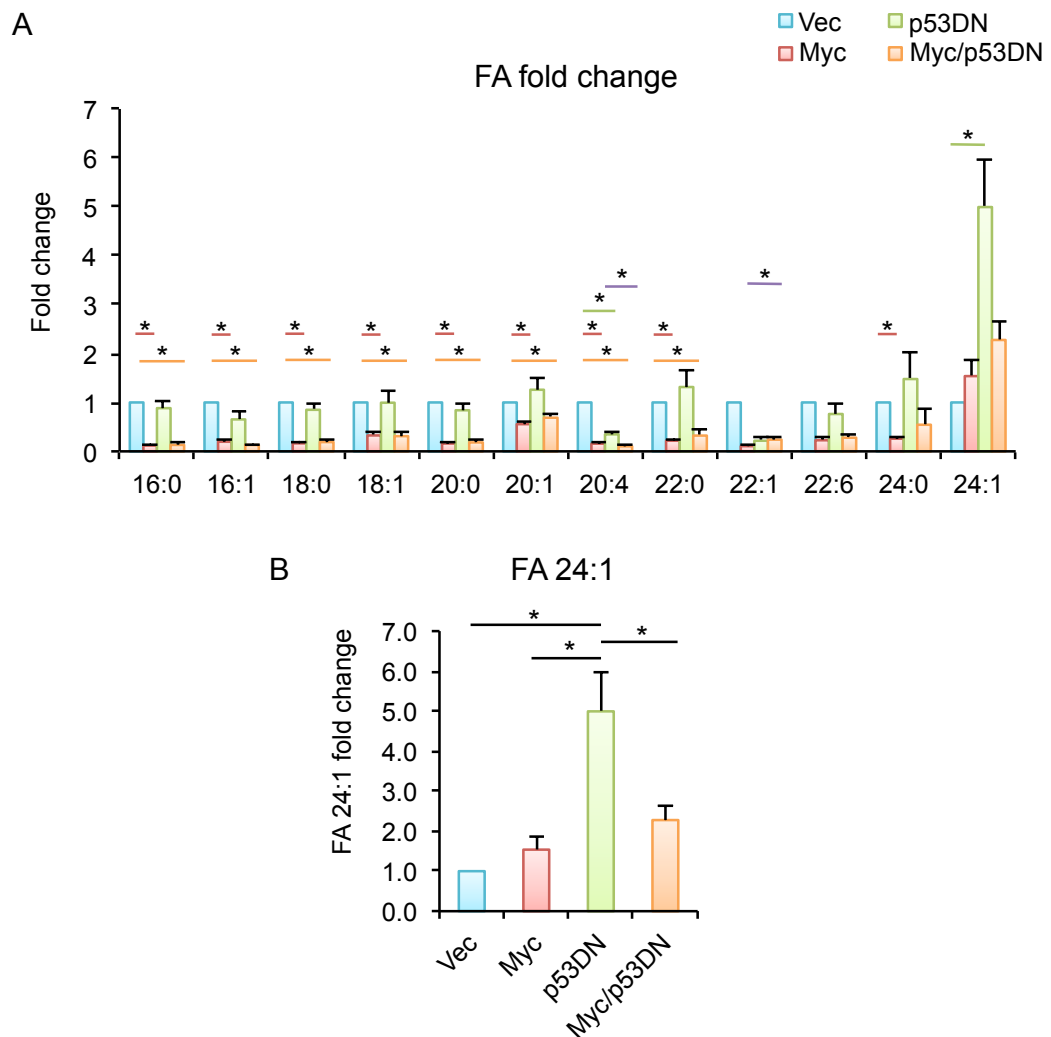 A
Vec
p53DN
Myc
Myc/p53DN
FA fold change
Fold change
7
6
5
4
3
2
1
0
* * * * * * * * * * * * * * * * * * *
16:0 16:1 18:0 18:1 20:0 20:1 20:4 22:0 22:1 22:6 24:0 24:1
B
FA 24:1
FA 24:1 fold change
7.0
6.0
5.0
4.0
3.0
2.0
1.0
0.0
* * *
Vec
Myc
p53DN
Myc/p53DN